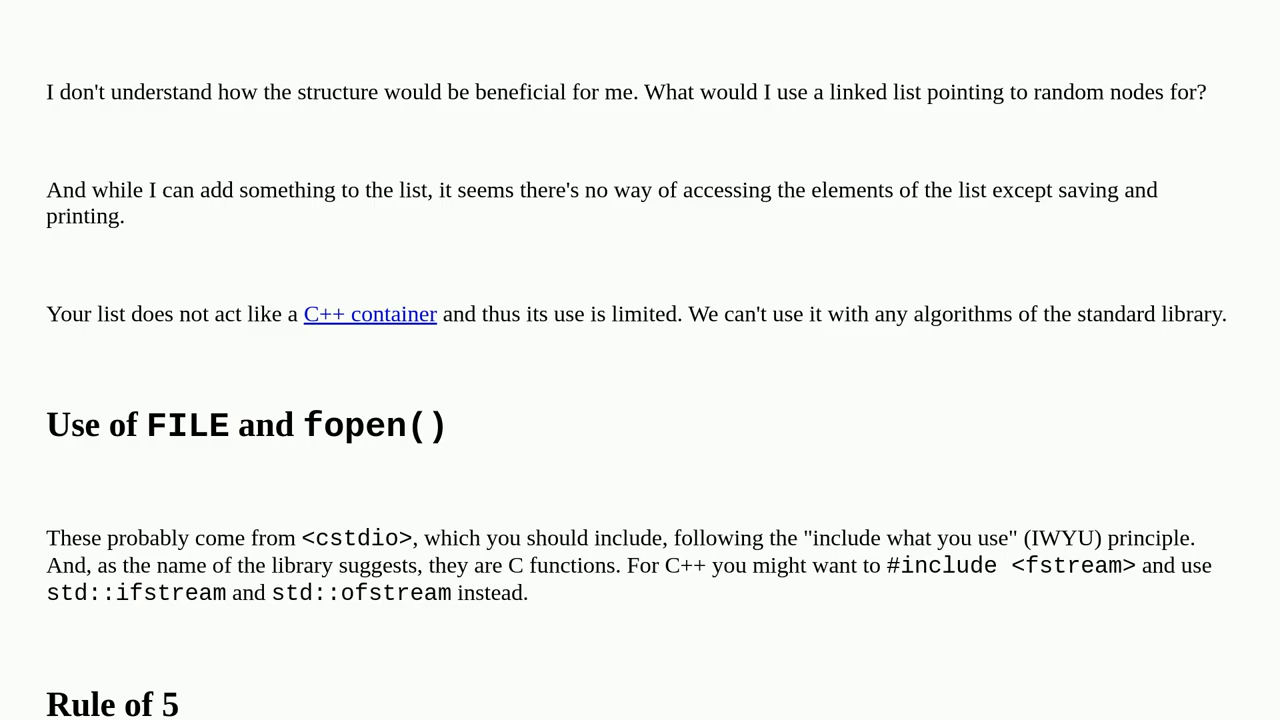 I don't understand how the structure would be beneficial for me. What would I use a linked list pointing to random nodes for?
And while I can add something to the list, it seems there's no way of accessing the elements of the list except saving and
printing.
Your list does not act like a C++ container and thus its use is limited. We can't use it with any algorithms of the standard library.
Use of FILE and fopen()
These probably come from <cstdio>, which you should include, following the "include what you use" (IWYU) principle.
And, as the name of the library suggests, they are C functions. For C++ you might want to #include <fstream> and use
std::ifstream and std::ofstream instead.
Rule of 5